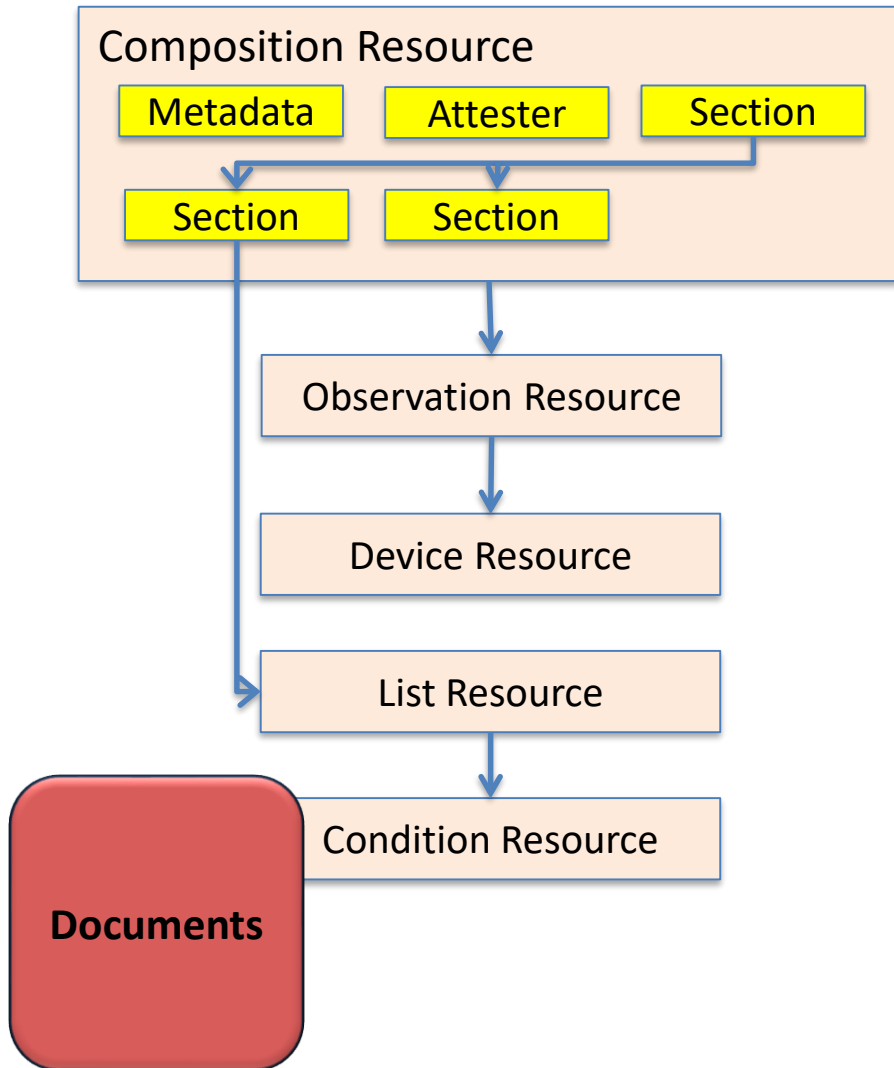 Composition Resource
Metadata
Attester
Section
Section
Section
Observation Resource
Device Resource
List Resource
Condition Resource
Documents